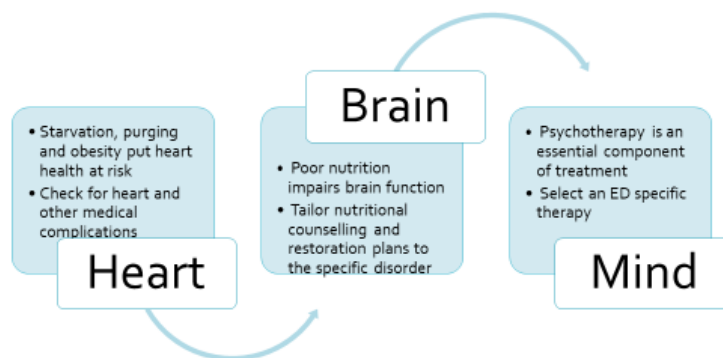 • Starvation, purging
and obesity put heart
health at risk
• Check for heart and
other medical
complications
Heart
Brain
• Poor nutrition
impairs brain function
• Tailor nutritional
counselling and
restoration plans to
the specific disorder
• Psychotherapy is an
essential component
of treatment
• Select an ED specific
therapy
Mind